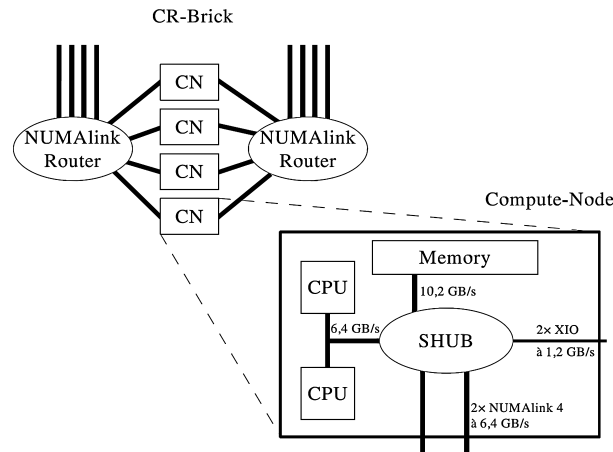 CR-Brick
CN
NUMAlink
Router
CN
NUMAlink
Router
CN
CN
Compute-Node
Memory
CPU
10,2 GB/s
6,4 GB/s
SHUB
2× XIO
à 1,2 GB/s
CPU
2× NUMAlink 4
à 6,4 GB/s